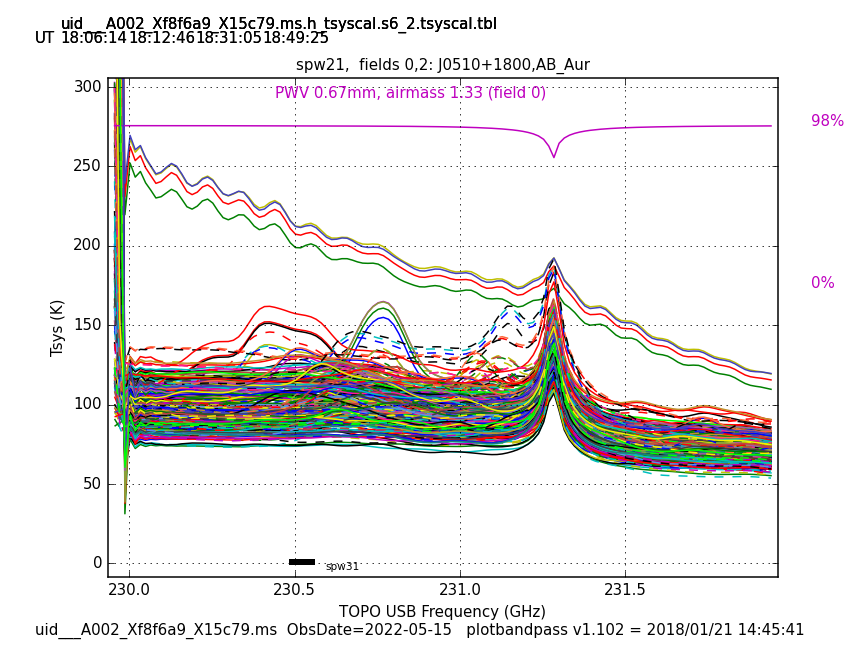 uid___A002_Xf8f6a9_X15c79.ms.h_tsyscal.s6_2.tsyscal.tbl
UT 18:06:14 18:12:46 18:31:05 18:49:25
spw21, fields 0,2: J0510+1800,AB_Aur
PWV 0.67mm, airmass 1.33 (field 0)
98%
0%
300
250
200
150
100
50
0
Tsys (K)
spw31
230.0 230.5 231.0 231.5
TOPO USB Frequency (GHz)
uid___A002_Xf8f6a9_X15c79.ms ObsDate=2022-05-15 plotbandpass v1.102 = 2018/01/21 14:45:41